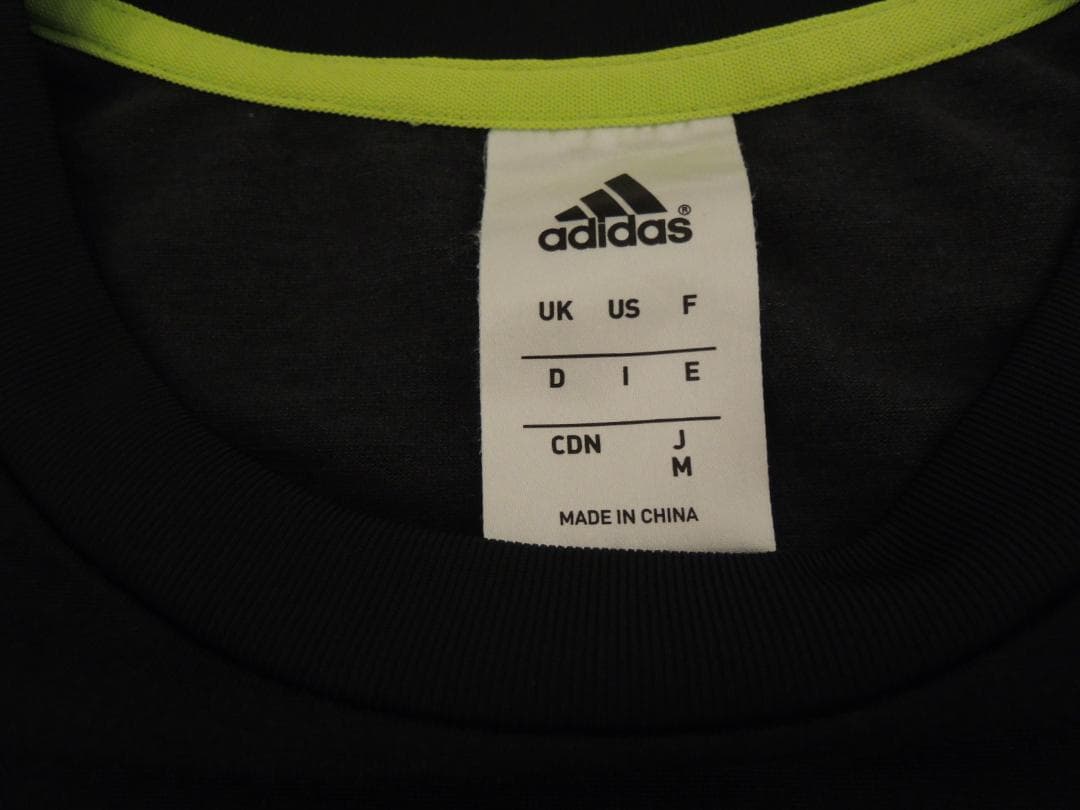 adidas®
UK US F
D I E
CDN J
M
MADE IN CHINA